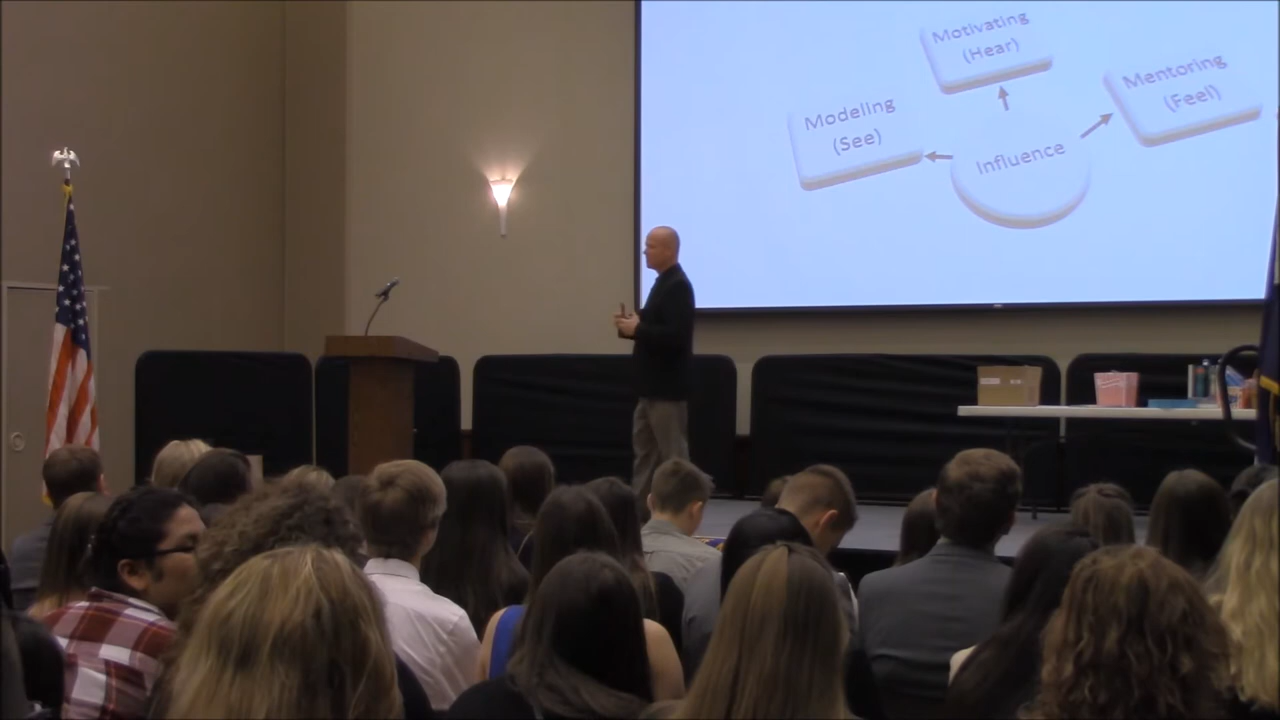 Motivating
(Hear)
Mentoring
(Feel)
Modeling
(See)
Influence